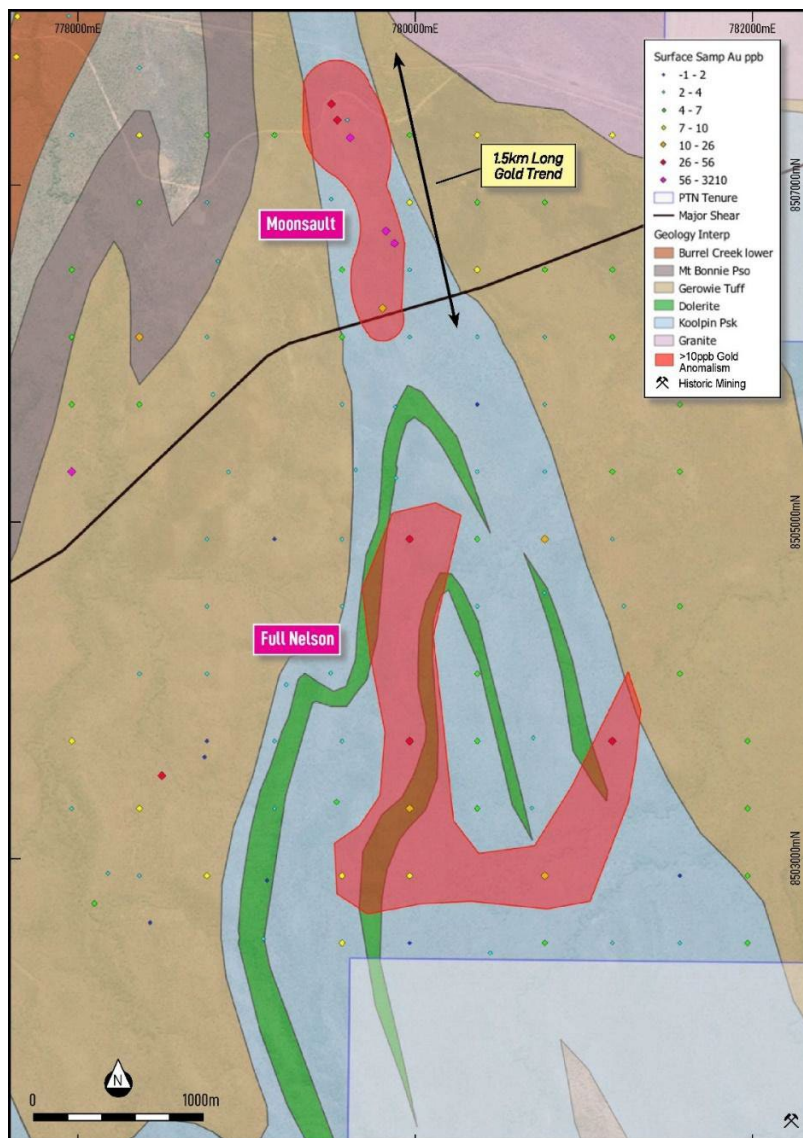 778000mE
780000mE
782000mE
Surface Samp Au ppb
-1 - 2
2 - 4
4 - 7
7 - 10
10 - 26
26 - 56
56 - 3210
PTN Tenure
Major Shear
Geology Interp
Burrel Creek lower
Mt Bonnie Pso
Gerowie Tuff
Dolerite
Koolpin Psk
Granite
>10ppb Gold
Anomalism
Historic Mining
1.5km Long
Gold Trend
8507000mN
Moonsault
8505000mN
Full Nelson
8503000mN
N
0
1000m